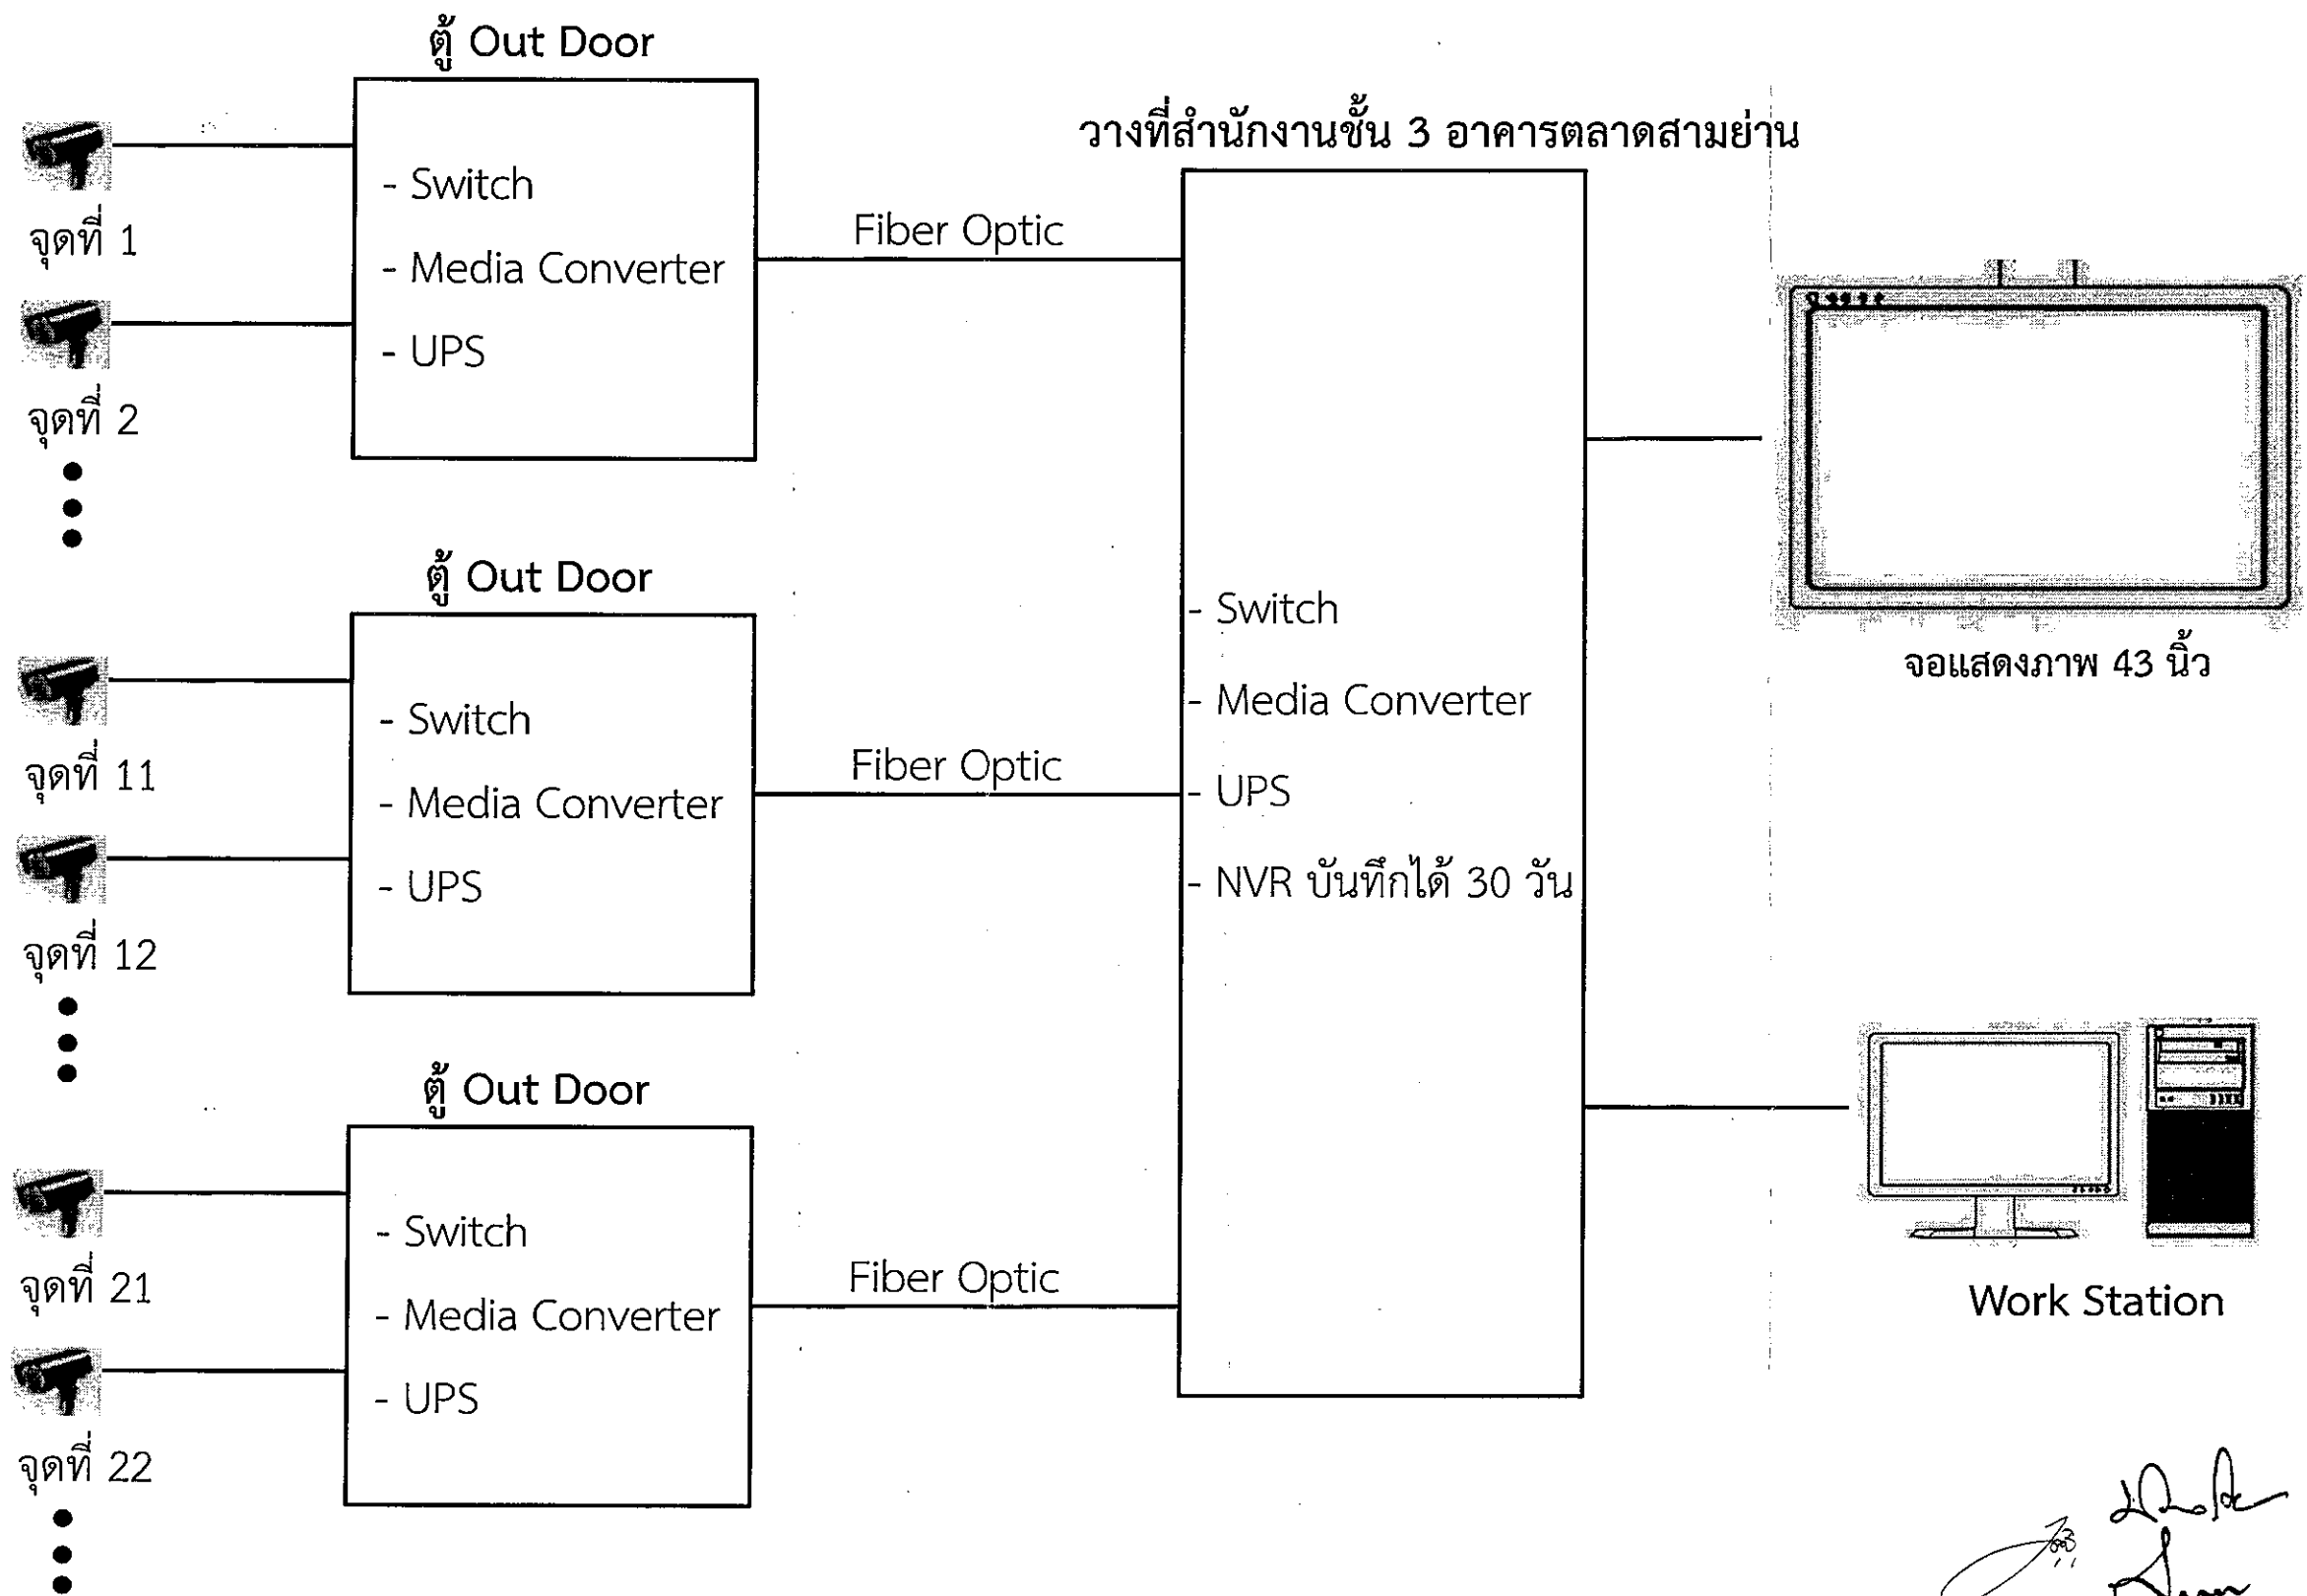 ตู้ Out Door
จุดที่ 1
จุดที่ 2
- Switch
- Media Converter
- UPS
Fiber Optic
ตู้ Out Door
จุดที่ 11
จุดที่ 12
- Switch
- Media Converter
- UPS
Fiber Optic
ตู้ Out Door
จุดที่ 21
จุดที่ 22
- Switch
- Media Converter
- UPS
Fiber Optic
วางที่สำนักงานชั้น 3 อาคารตลาดสามย่าน
- Switch
- Media Converter
- UPS
- NVR บันทึกได้ 30 วัน
จอแสดงภาพ 43 นิ้ว
Work Station